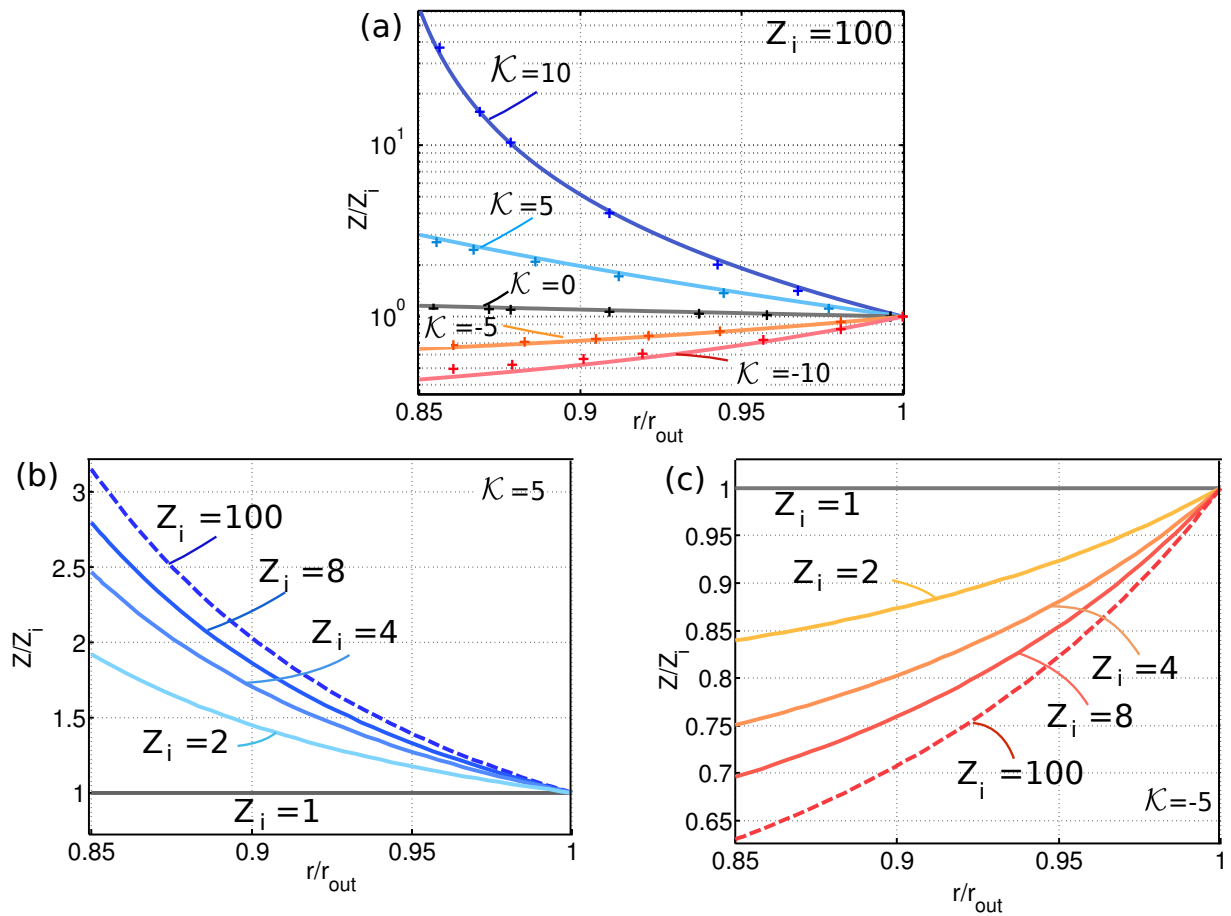 (a)
Z_i =100
𝒦 =10
10^1
Z/Z_i
𝒦 =5
𝒦 =0
10^0
𝒦 =-5
𝒦 =-10
0.85
0.9
0.95
1
r/r_out
(b)
𝒦 =5
3
Z_i =100
2.5
Z_i =8
Z/Z_i
Z_i =4
2
1.5
Z_i =2
1
Z_i =1
0.85
0.9
0.95
1
r/r_out
(c)
1
Z_i =1
0.95
Z_i =2
0.9
0.85
Z/Z_i
Z_i =4
0.8
Z_i =8
0.75
Z_i =100
0.7
𝒦 =-5
0.65
0.85
0.9
0.95
1
r/r_out